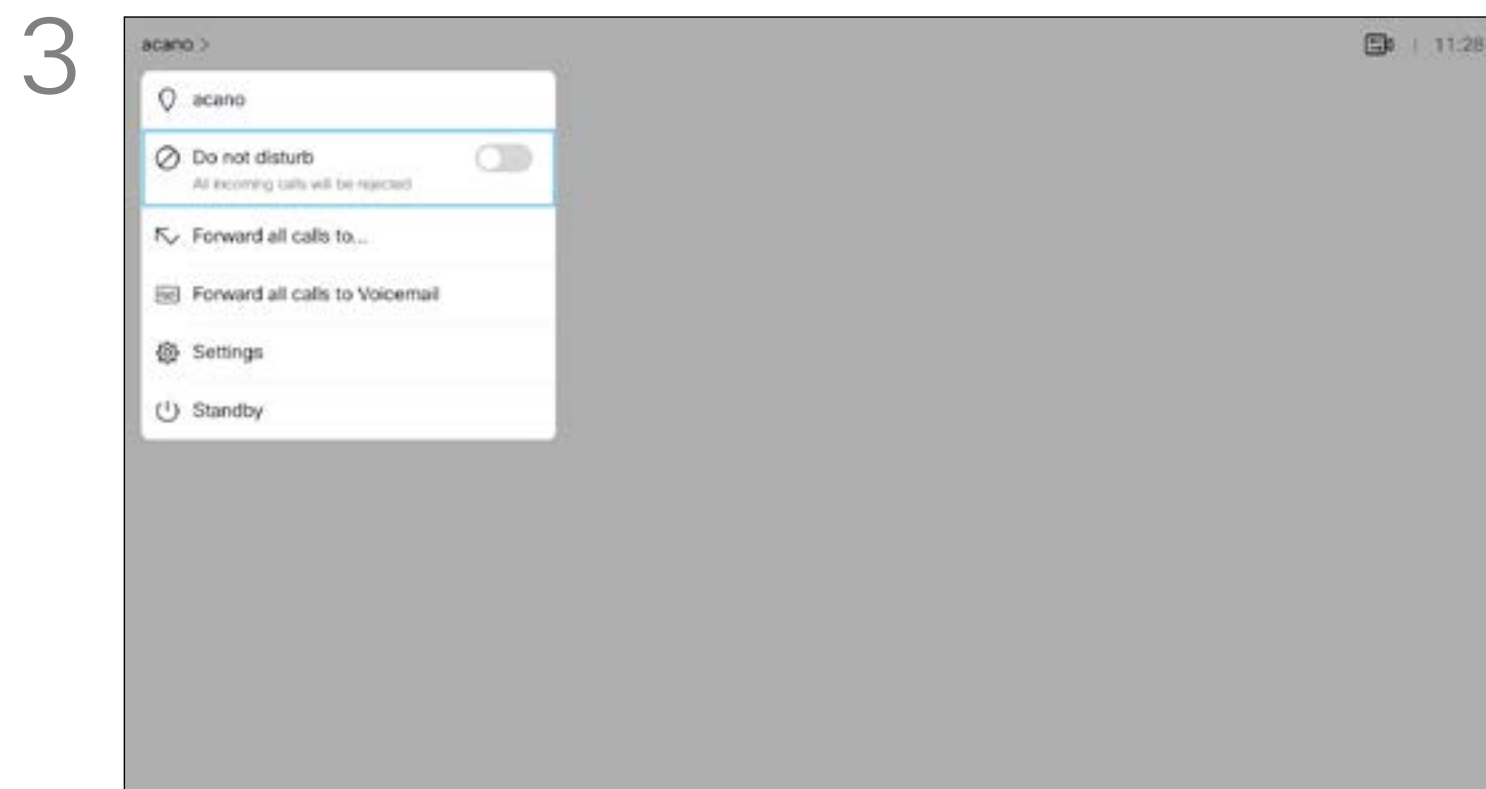 3
acano >
11:28
acano
Do not disturb
All incoming calls will be rejected
Forward all calls to...
Forward all calls to Voicemail
Settings
Standby